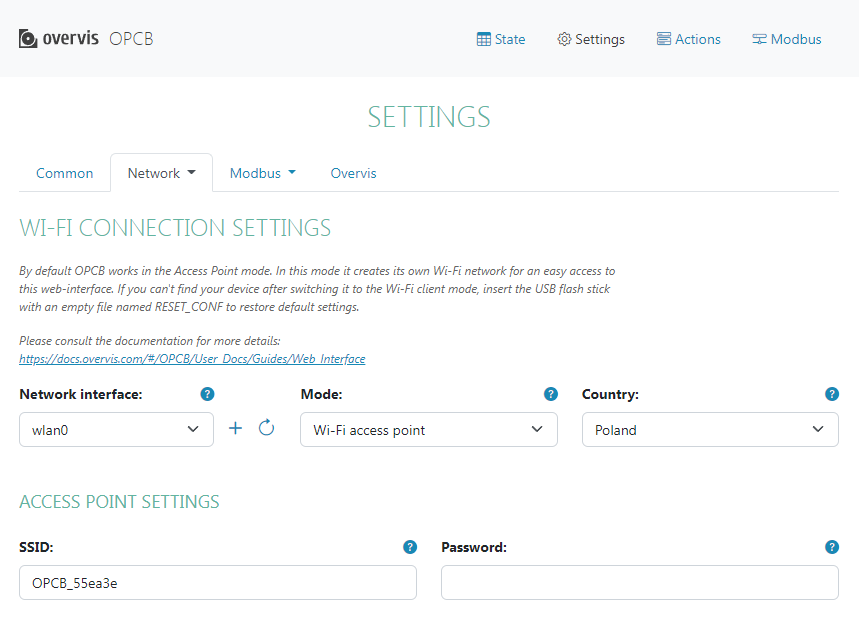 overvis OPCB State Settings Actions Modbus
SETTINGS
Common Network Modbus Overvis
WI-FI CONNECTION SETTINGS
By default OPCB works in the Access Point mode. In this mode it creates its own Wi-Fi network for an easy access to
this web-interface. If you can't find your device after switching it to the Wi-Fi client mode, insert the USB flash stick
with an empty file named RESET_CONF to restore default settings.
Please consult the documentation for more details:
https://docs.overvis.com/#/OPCB/User_Docs/Guides/Web_Interface
Network interface: ? Mode: ? Country: ?
wlan0 Wi-Fi access point Poland
ACCESS POINT SETTINGS
SSID: ? Password: ?
OPCB_55ea3e